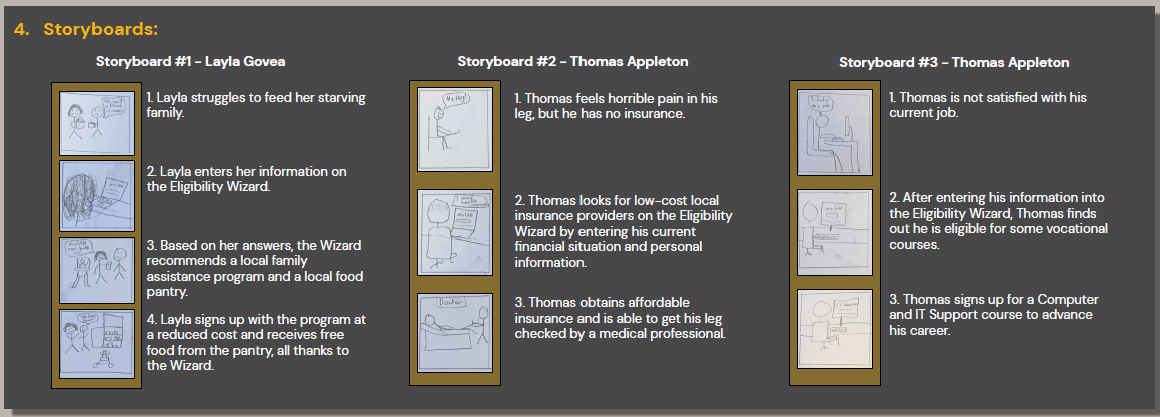 4. Storyboards:
Storyboard #1 – Layla Govea
1. Layla struggles to feed her starving
family.
2. Layla enters her information on
the Eligibility Wizard.
3. Based on her answers, the Wizard
recommends a local family
assistance program and a local food
pantry.
4. Layla signs up with the program at
a reduced cost and receives free
food from the pantry, all thanks to
the Wizard.
Storyboard #2 – Thomas Appleton
My leg!
1. Thomas feels horrible pain in his
leg, but he has no insurance.
2. Thomas looks for low-cost local
insurance providers on the Eligibility
Wizard by entering his current
financial situation and personal
information.
Doctor
3. Thomas obtains affordable
insurance and is able to get his leg
checked by a medical professional.
Storyboard #3 – Thomas Appleton
I hate
my job
1. Thomas is not satisfied with his
current job.
2. After entering his information into
the Eligibility Wizard, Thomas finds
out he is eligible for some vocational
courses.
3. Thomas signs up for a Computer
and IT Support course to advance
his career.